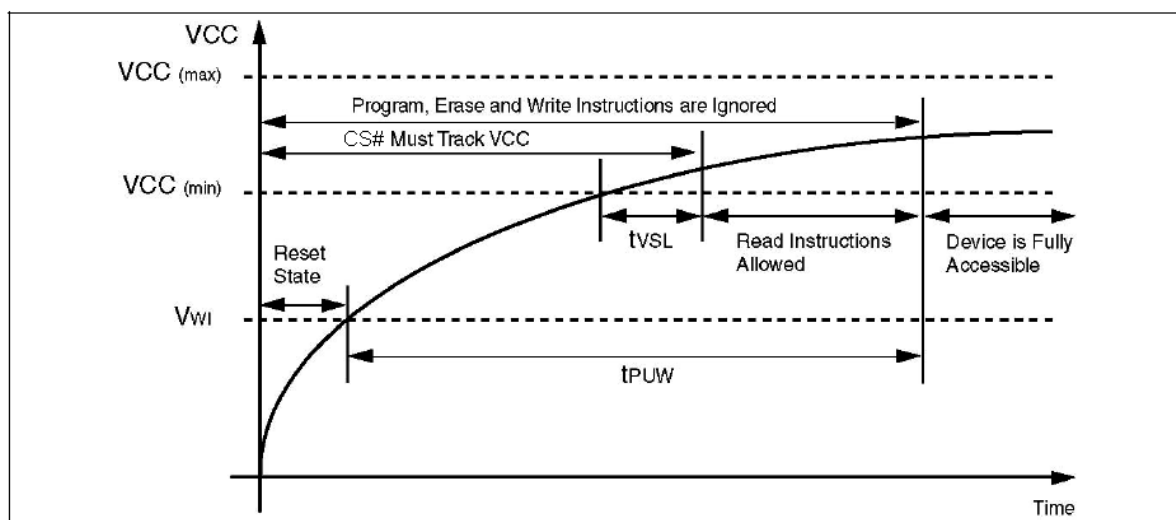 VCC
VCC (max)
Program, Erase and Write Instructions are Ignored
CS# Must Track VCC
VCC (min)
tVSL
Read Instructions
Allowed
Device is Fully
Accessible
Reset
State
VWI
tPUW
Time